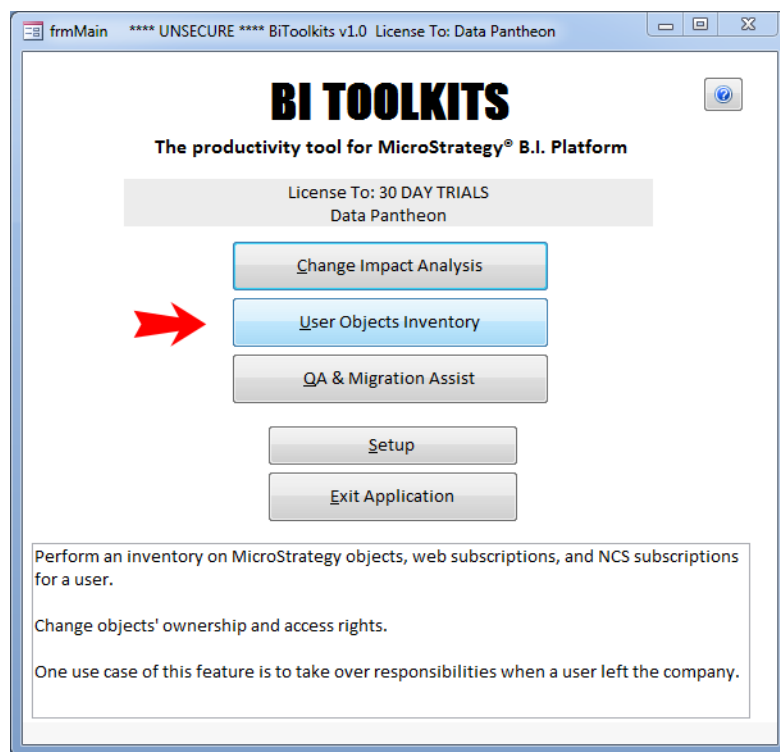 frmMain **** UNSECURE **** BiToolkits v1.0 License To: Data Pantheon
BI TOOLKITS
The productivity tool for MicroStrategy® B.I. Platform
License To: 30 DAY TRIALS
Data Pantheon
Change Impact Analysis
User Objects Inventory
QA & Migration Assist
Setup
Exit Application
Perform an inventory on MicroStrategy objects, web subscriptions, and NCS subscriptions
for a user.
Change objects' ownership and access rights.
One use case of this feature is to take over responsibilities when a user left the company.